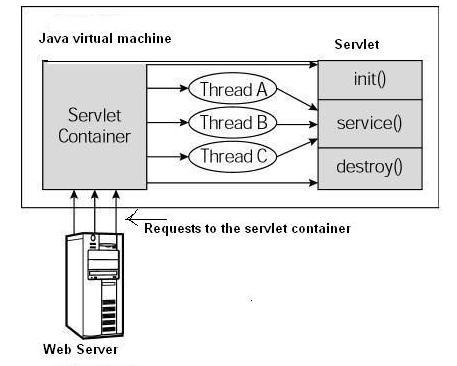 Java virtual machine
Servlet
Servlet
Container
Thread A
Thread B
Thread C
init()
service()
destroy()
Requests to the servlet container
Web Server